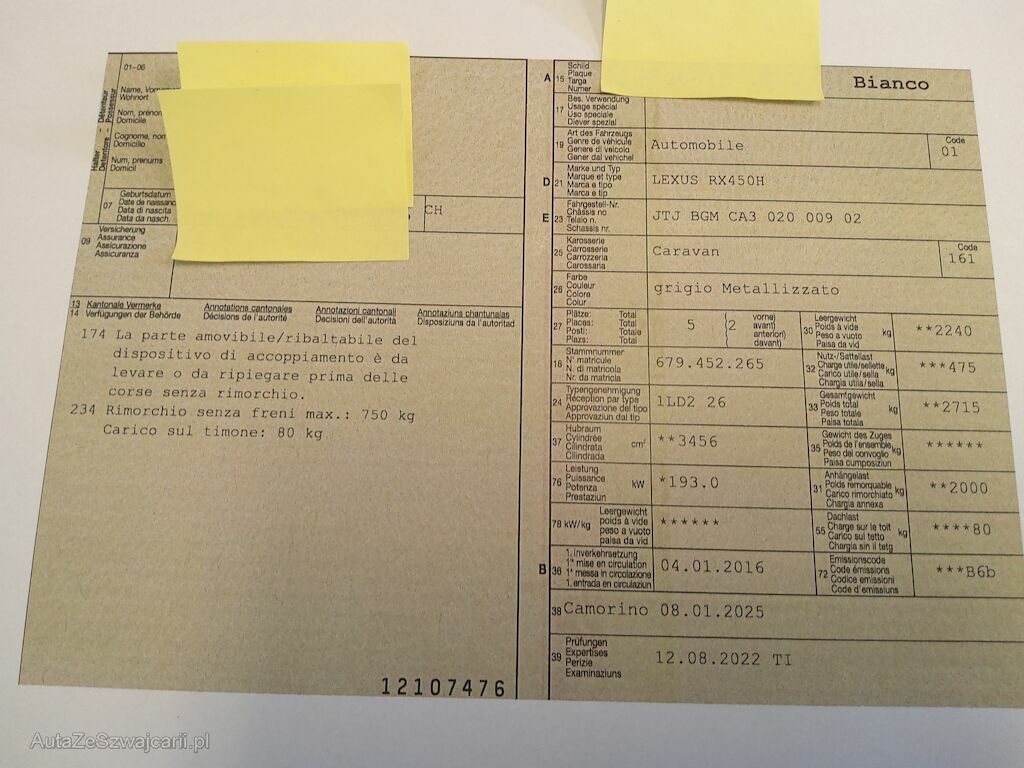 01-06
Name, Vorname
Wohnort
Nom, prénom
Domicile
Cognome, nom
Domicilio
Num, prenums
Domicil
Halter Détenteur
Detentore Possessur
07 Geburtsdatum
Date de naissance
Data di nascita
Data da nasch.
CH
09 Versicherung
Assurance
Assicurazione
Assicuranza
13 Kantonale Vermerke Annotations cantonales Annotazioni cantonali Annotaziuns chantunalas
14 Verfügungen der Behörde Décisions de l'autorité Decisioni dell'autorità Disposiziuns da l'autoritad
174 La parte amovibile/ribaltabile del
dispositivo di accoppiamento è da
levare o da ripiegare prima delle
corse senza rimorchio.
234 Rimorchio senza freni max.: 750 kg
Carico sul timone: 80 kg
12107476
A 15 Schild
Plaque
Targa
Numer
Bianco
17 Bes. Verwendung
Usage spécial
Uso speciale
Diever spezial
19 Art des Fahrzeugs
Genre de véhicule
Genere di veicolo
Gener dal vehichel
Automobile
Code
01
D 21 Marke und Typ
Marque et type
Marca e tipo
Marca e tip
LEXUS RX450H
E 23 Fahrgestell-Nr.
Châssis no
Telaio n.
Schassis nr.
JTJ BGM CA3 020 009 02
25 Karosserie
Carrosserie
Carrozzeria
Carossaria
Caravan
Code
161
26 Farbe
Couleur
Colore
Colur
grigio Metallizzato
27 Plätze: Total
Places: Total
Posti: Totale
Plazs: Total
5 (2 vorne)
avant)
anteriori)
davant)
30 Leergewicht
Poids à vide
Peso a vuoto
Paisa da vid
kg
**2240
18 Stammnummer
N° matricule
N. di matricola
Nr. da matricla
679.452.265
32 Nutz-/Sattellast
Charge utile/sellette
Carico utile/sella
Chargia utila/sella
kg
***475
24 Typengenehmigung
Réception par type
Approvazione del tipo
Approvaziun dal tip
1LD2 26
33 Gesamtgewicht
Poids total
Peso totale
Paisa totala
kg
**2715
37 Hubraum
Cylindrée
Cilindrata
Cilindrada
cm³
**3456
35 Gewicht des Zuges
Poids de l'ensemble
Peso del convoglio
Paisa cumposiziun
kg
******
76 Leistung
Puissance
Potenza
Prestaziun
kW
*193.0
31 Anhängelast
Poids remorquable
Carico rimorchiato
Chargia annexa
kg
**2000
78 kW/kg Leergewicht
poids à vide
peso a vuoto
paisa da vid
******
55 Dachlast
Charge sur le toit
Carico sul tetto
Chargia sin il tetg
kg
****80
B 36 1. Inverkehrsetzung
1re mise en circulation
1a messa in circolazione
1. entrada en circulaziun
04.01.2016
72 Emissionscode
Code émissions
Codice emissioni
Code d'emissiuns
***B6b
38 Camorino 08.01.2025
39 Prüfungen
Expertises
Perizie
Examinaziuns
12.08.2022 TI
AutaZeSzwajcarii.pl